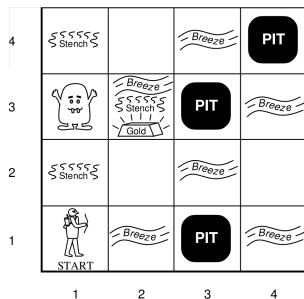 4
Stench
Breeze
PIT
3
Breeze
Stench
Gold
PIT
Breeze
2
Stench
Breeze
1
START
Breeze
PIT
Breeze
1 2 3 4